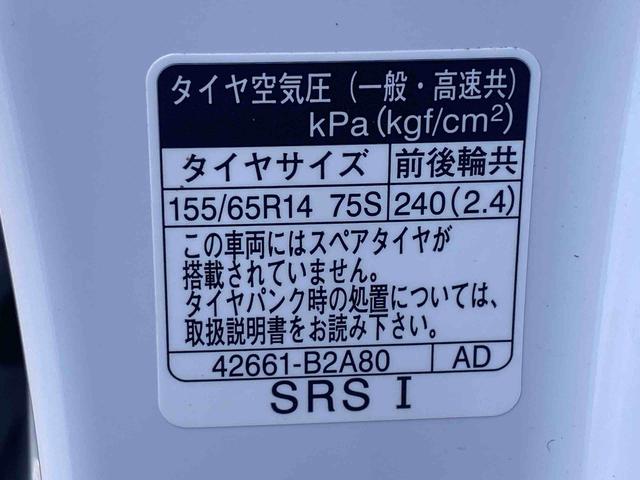 タイヤ空気圧（一般・高速共）
kPa(kgf/cm²)
タイヤサイズ 前後輪共
155/65R14 75S 240(2.4)
この車両にはスペアタイヤが
搭載されていません。
タイヤパンク時の処置については、
取扱説明書をお読み下さい。
42661-B2A80 AD
SRS I